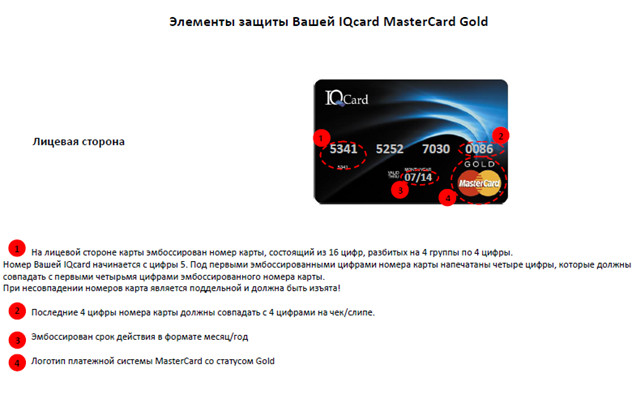 Элементы защиты Вашей IQcard MasterCard Gold
Лицевая сторона
IQCard
1
2
5341 5252 7030 0086
5341
MONTH/YEAR
VALID
THRU
07/14
3
GOLD
MasterCard
4
1 На лицевой стороне карты эмбоссирован номер карты, состоящий из 16 цифр, разбитых на 4 группы по 4 цифры.
Номер Вашей IQcard начинается с цифры 5. Под первыми эмбоссированными цифрами номера карты напечатаны четыре цифры, которые должны
совпадать с первыми четырьмя цифрами эмбоссированного номера карты.
При несовпадении номеров карта является поддельной и должна быть изъята!
2 Последние 4 цифры номера карты должны совпадать с 4 цифрами на чек/слипе.
3 Эмбоссирован срок действия в формате месяц/год
4 Логотип платежной системы MasterCard со статусом Gold